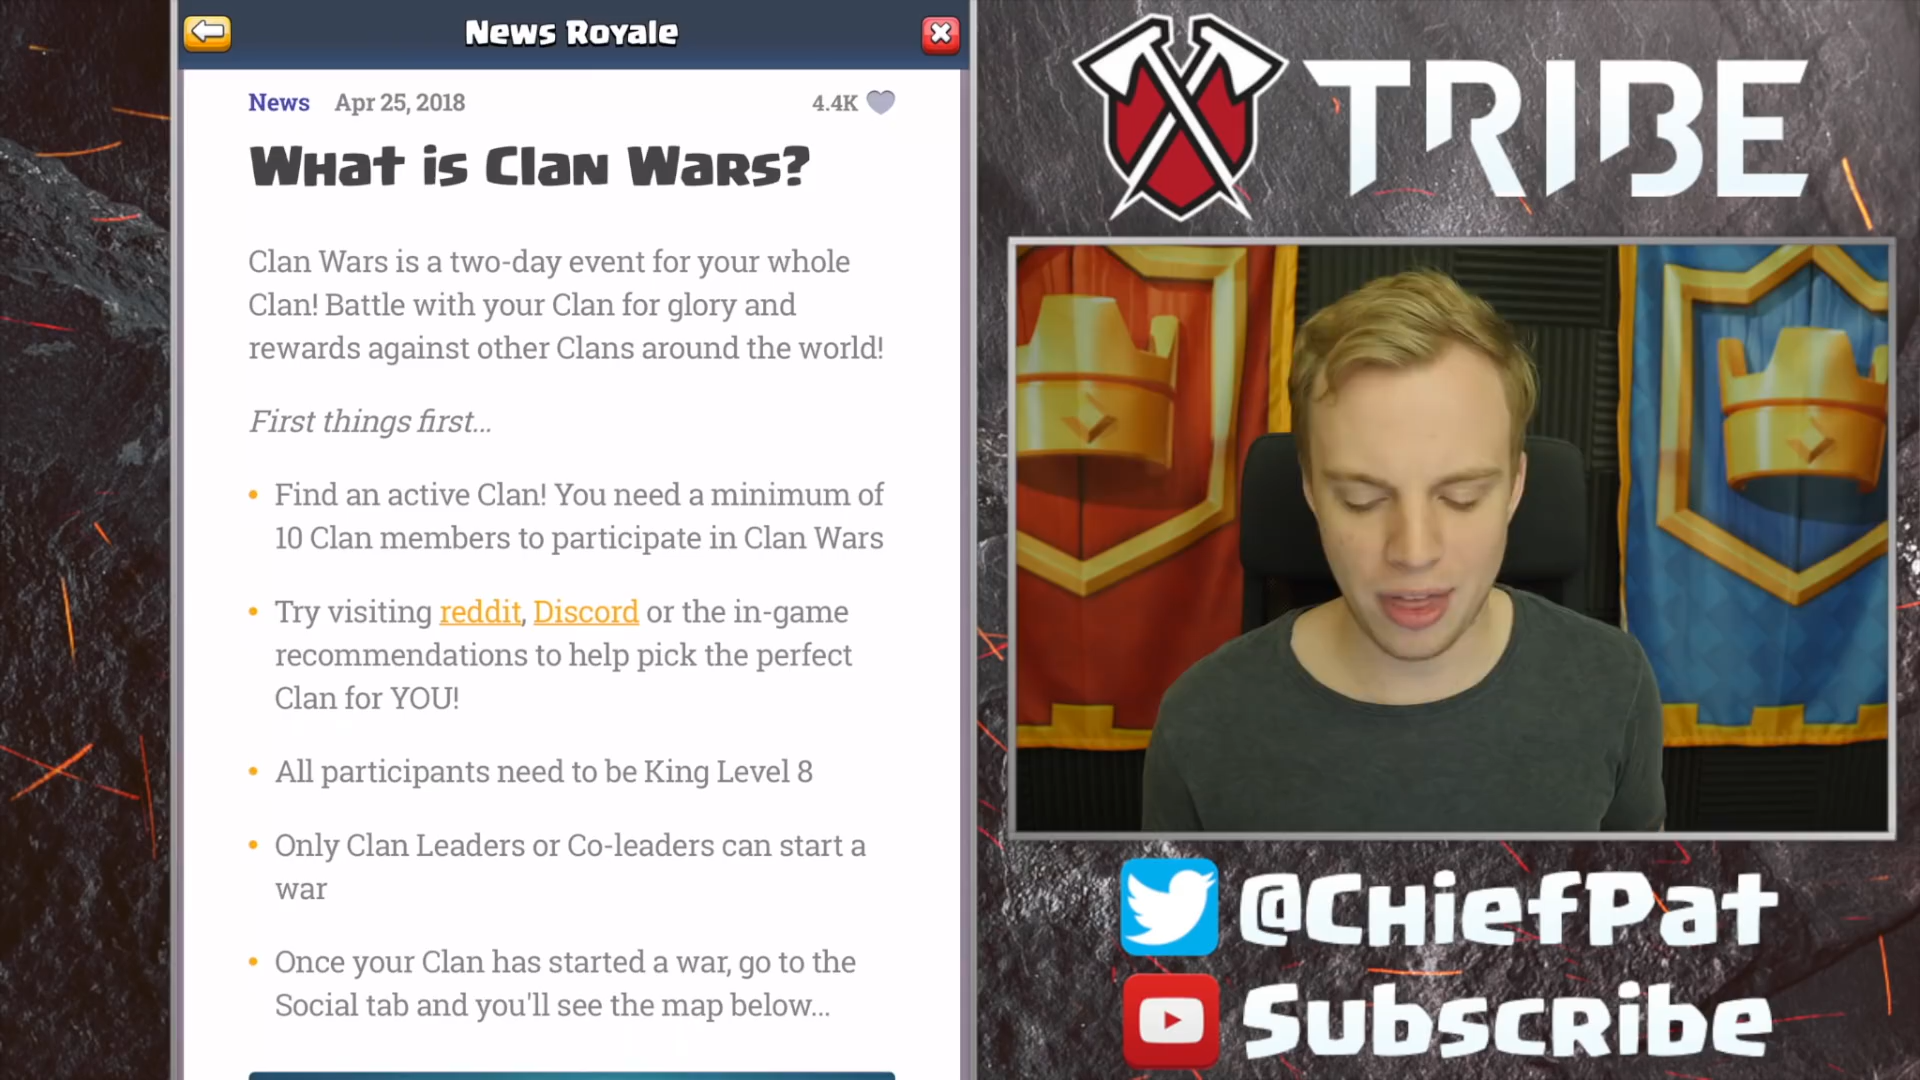 News Royale
News Apr 25, 2018 4.4K
What is Clan Wars?
Clan Wars is a two-day event for your whole
Clan! Battle with your Clan for glory and
rewards against other Clans around the world!
First things first...
• Find an active Clan! You need a minimum of
10 Clan members to participate in Clan Wars
• Try visiting reddit, Discord or the in-game
recommendations to help pick the perfect
Clan for YOU!
• All participants need to be King Level 8
• Only Clan Leaders or Co-leaders can start a
war
• Once your Clan has started a war, go to the
Social tab and you'll see the map below...
TRIBE
@ChiefPat
Subscribe